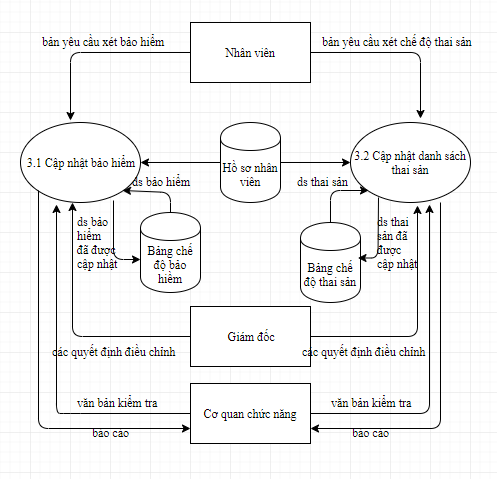 bản yêu cầu xét bảo hiểm
Nhân viên
bản yêu cầu xét chế độ thai sản
3.1 Cập nhật bảo hiểm
Hồ sơ nhân
viên
3.2 Cập nhật danh sách
thai sản
ds bảo hiểm
ds thai sản
ds bảo
hiểm
đã được
cập nhật
Bảng chế
độ bảo
hiểm
Bảng chế
độ thai sản
ds thai
sản đã
được
cập nhật
Giám đốc
các quyết định điều chỉnh
các quyết định điều chỉnh
văn bản kiểm tra
Cơ quan chức năng
văn bản kiểm tra
báo cáo
báo cáo